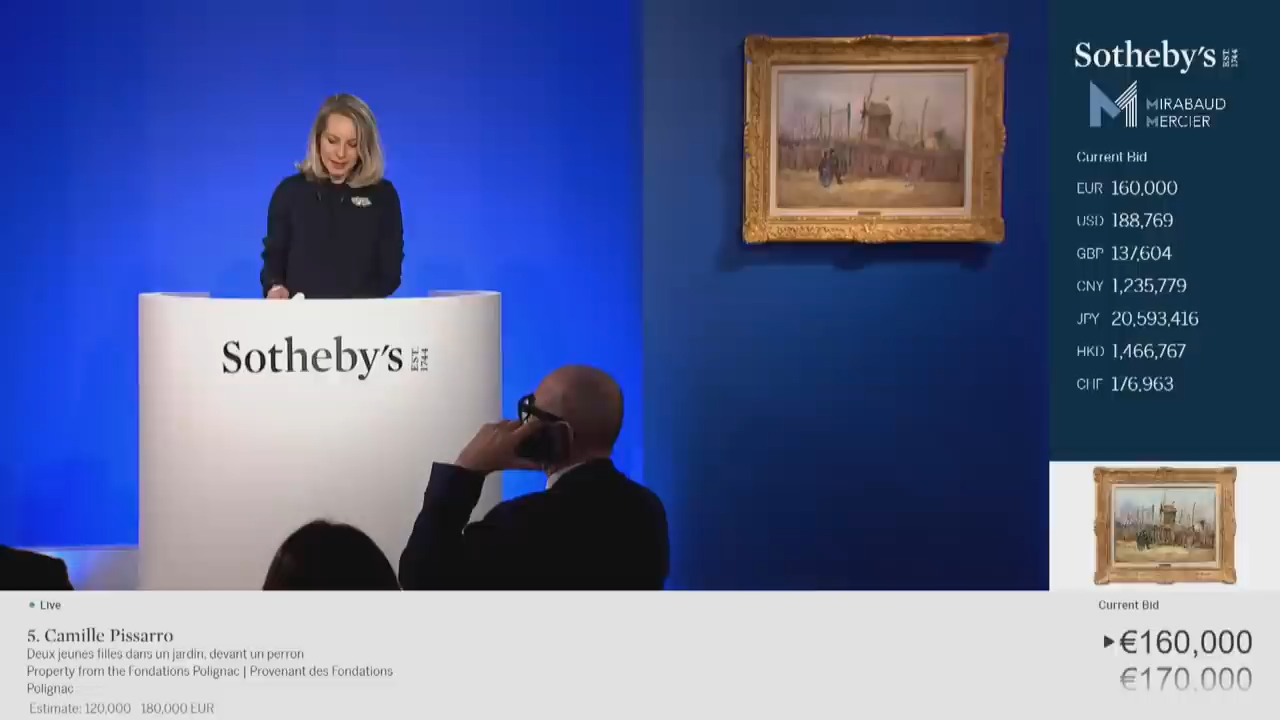 Sotheby's EST. 1744
MIRABAUD
MERCIER
Current Bid
EUR 160,000
USD 188,769
GBP 137,604
CNY 1,235,779
JPY 20,593,416
HKD 1,466,767
CHF 176,963
Sotheby's EST. 1744
Live
5. Camille Pissarro
Deux jeunes filles dans un jardin, devant un perron
Property from the Fondations Polignac | Provenant des Fondations
Polignac
Estimate: 120,000 180,000 EUR
Current Bid
€160,000
€170,000